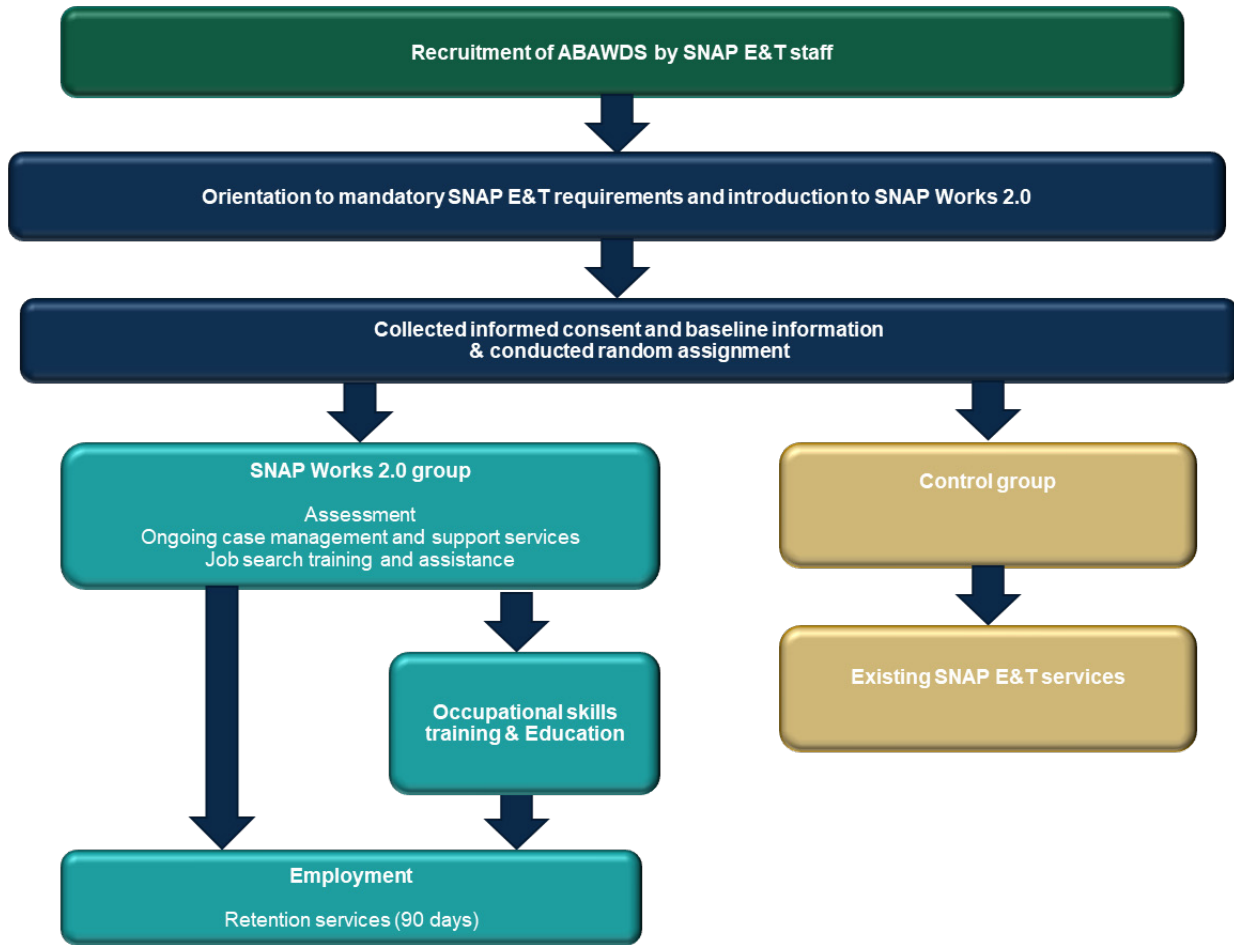 Recruitment of ABAWDS by SNAP E&T staff
Orientation to mandatory SNAP E&T requirements and introduction to SNAP Works 2.0
Collected informed consent and baseline information
& conducted random assignment
SNAP Works 2.0 group
Assessment
Ongoing case management and support services
Job search training and assistance
Control group
Occupational skills
training & Education
Existing SNAP E&T services
Employment
Retention services (90 days)